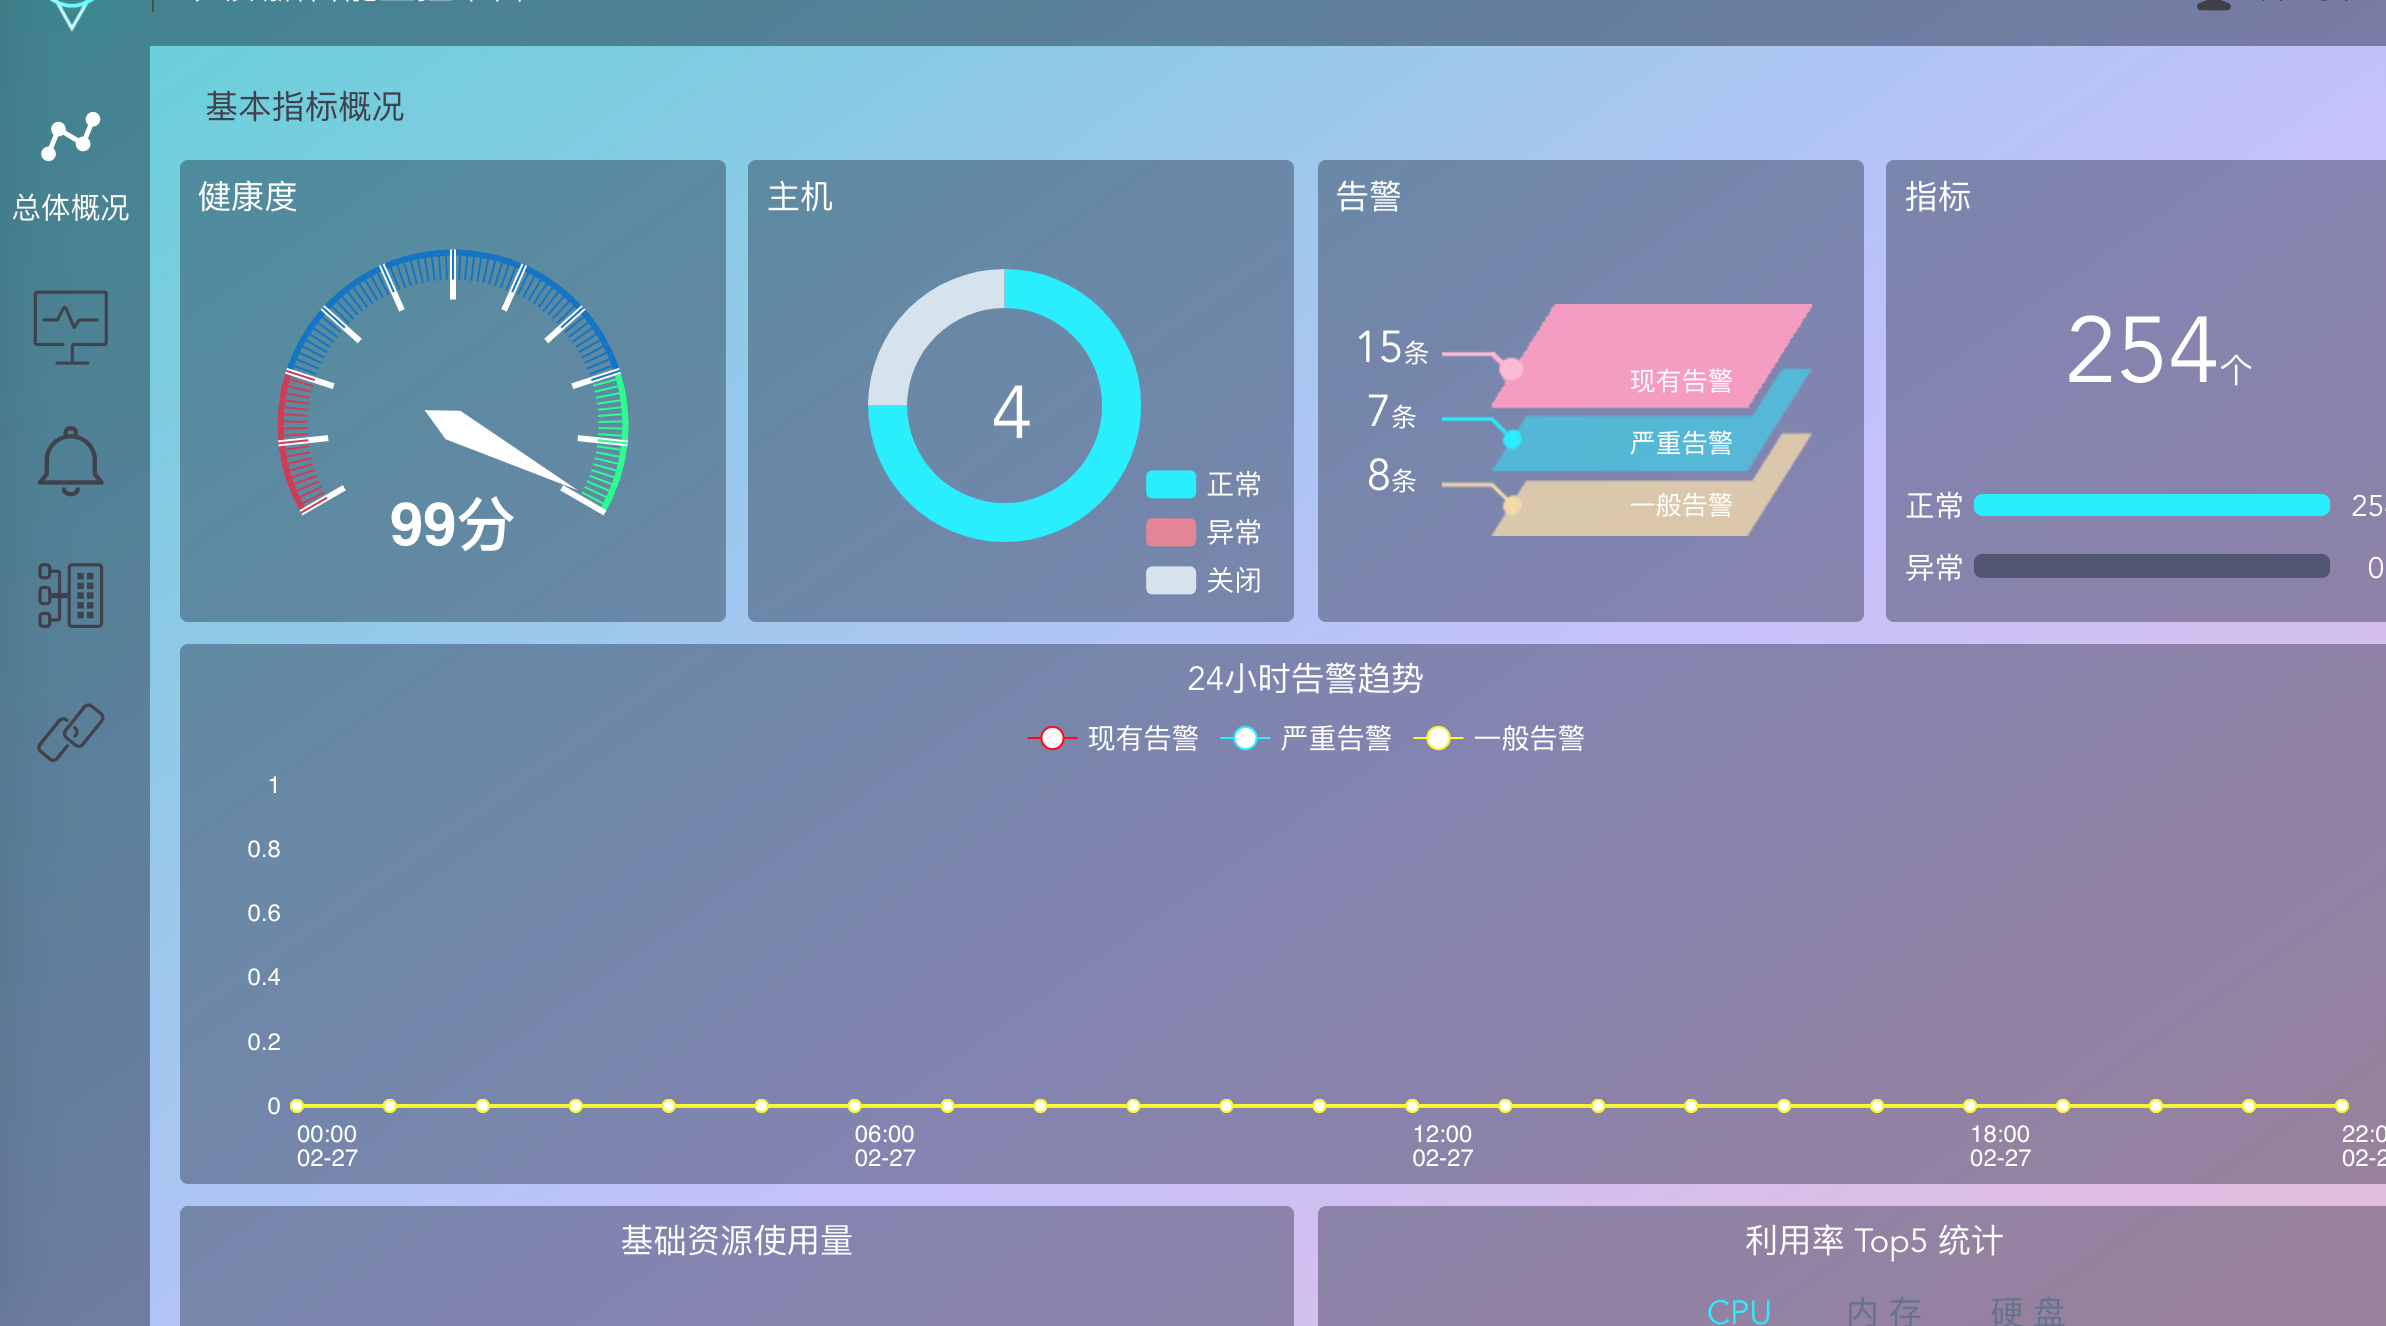 基本指标概况
总体概况
健康度
99分
主机
4
正常
异常
关闭
告警
15条
现有告警
7条
严重告警
8条
一般告警
指标
254个
正常
异常 0
24小时告警趋势
现有告警 严重告警 一般告警
1
0.8
0.6
0.4
0.2
0
00:00 06:00 12:00 18:00
02-27 02-27 02-27 02-27
基础资源使用量
利用率 Top5 统计
CPU 内存 硬盘